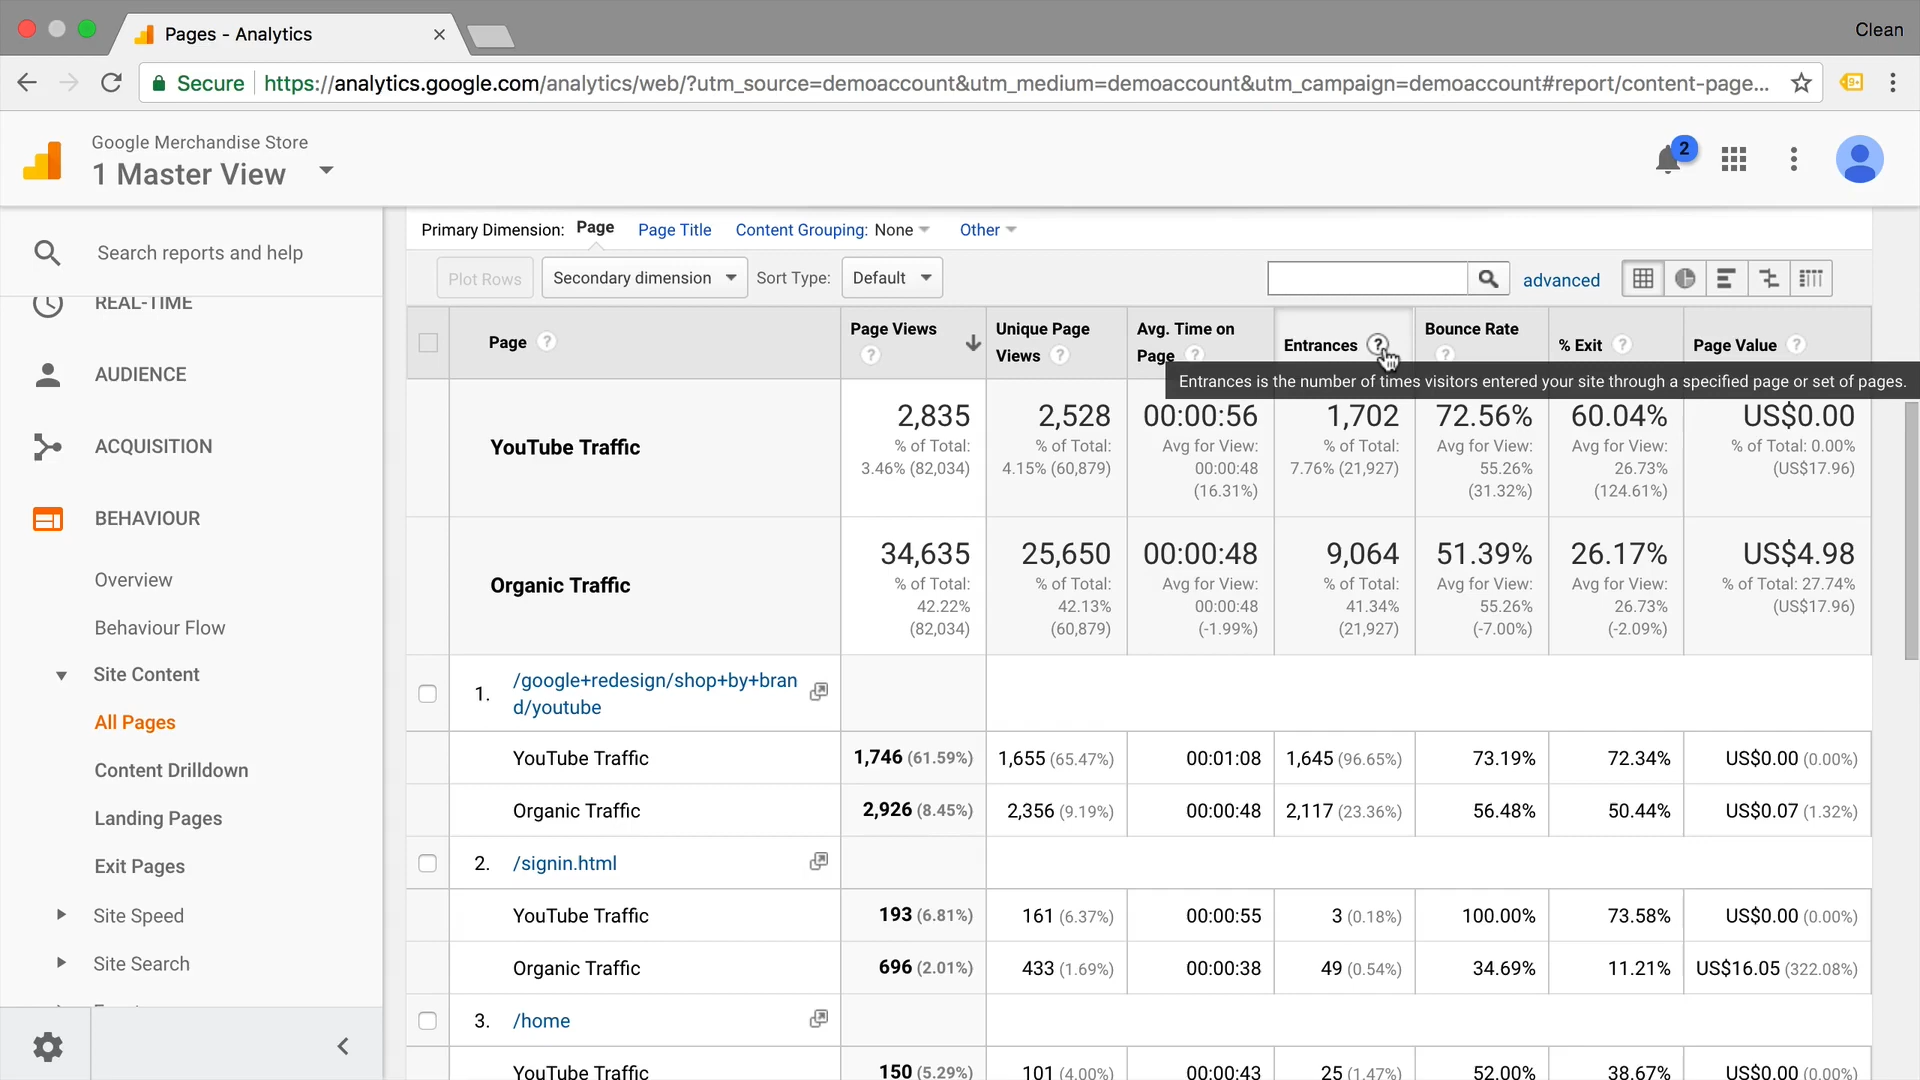 Pages - Analytics
Clean
Secure https://analytics.google.com/analytics/web/?utm_source=demoaccount&utm_medium=demoaccount&utm_campaign=demoaccount#report/content-page...
Google Merchandise Store
1 Master View
2
Search reports and help
REAL-TIME
AUDIENCE
ACQUISITION
BEHAVIOUR
Overview
Behaviour Flow
Site Content
All Pages
Content Drilldown
Landing Pages
Exit Pages
Site Speed
Site Search
Primary Dimension: Page Page Title Content Grouping: None Other
Plot Rows Secondary dimension Sort Type: Default advanced
Page ? Page Views ? Unique Page Views ? Avg. Time on Page ? Entrances ? Bounce Rate ? % Exit ? Page Value ?
Entrances is the number of times visitors entered your site through a specified page or set of pages.
YouTube Traffic
2,835 % of Total: 3.46% (82,034)
2,528 % of Total: 4.15% (60,879)
00:00:56 Avg for View: 00:00:48 (16.31%)
1,702 % of Total: 7.76% (21,927)
72.56% Avg for View: 55.26% (31.32%)
60.04% Avg for View: 26.73% (124.61%)
US$0.00 % of Total: 0.00% (US$17.96)
Organic Traffic
34,635 % of Total: 42.22% (82,034)
25,650 % of Total: 42.13% (60,879)
00:00:48 Avg for View: 00:00:48 (-1.99%)
9,064 % of Total: 41.34% (21,927)
51.39% Avg for View: 55.26% (-7.00%)
26.17% Avg for View: 26.73% (-2.09%)
US$4.98 % of Total: 27.74% (US$17.96)
1. /google+redesign/shop+by+bran
d/youtube
YouTube Traffic 1,746 (61.59%) 1,655 (65.47%) 00:01:08 1,645 (96.65%) 73.19% 72.34% US$0.00 (0.00%)
Organic Traffic 2,926 (8.45%) 2,356 (9.19%) 00:00:48 2,117 (23.36%) 56.48% 50.44% US$0.07 (1.32%)
2. /signin.html
YouTube Traffic 193 (6.81%) 161 (6.37%) 00:00:55 3 (0.18%) 100.00% 73.58% US$0.00 (0.00%)
Organic Traffic 696 (2.01%) 433 (1.69%) 00:00:38 49 (0.54%) 34.69% 11.21% US$16.05 (322.08%)
3. /home
YouTube Traffic 150 (5.29%) 101 (4.00%) 00:00:43 25 (1.47%) 52.00% 38.67% US$0.00 (0.00%)